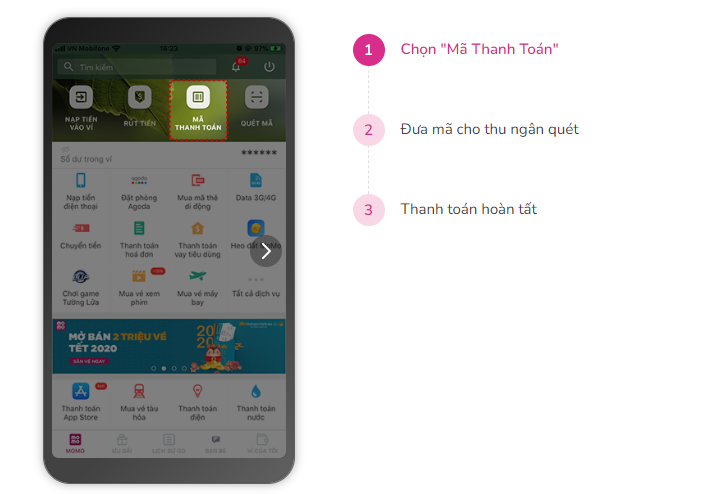 VN Mobifone
16:23
67%
Tìm kiếm
84
NẠP TIỀN
VÀO VÍ
RÚT TIỀN
MÃ
THANH TOÁN
QUÉT MÃ
Số dư trong ví
******
Nạp tiền
điện thoại
Đặt phòng
Agoda
Mua mã thẻ
di động
Data 3G/4G
Chuyển tiền
Thanh toán
hoá đơn
Thanh toán
vay tiêu dùng
Heo đất MoMo
Chơi game
Tường Lửa
Mua vé xem
phim
Mua vé máy
bay
Tất cả dịch vụ
MỞ BÁN 2 TRIỆU VÉ
TẾT 2020
SĂN VÉ NGAY
Thanh toán
App Store
Mua vé tàu
hỏa
Thanh toán
điện
Thanh toán
nước
MOMO
ƯU ĐÃI
LỊCH SỬ GD
BẠN BÈ
VÍ CỦA TÔI
1 Chọn "Mã Thanh Toán"
2 Đưa mã cho thu ngân quét
3 Thanh toán hoàn tất